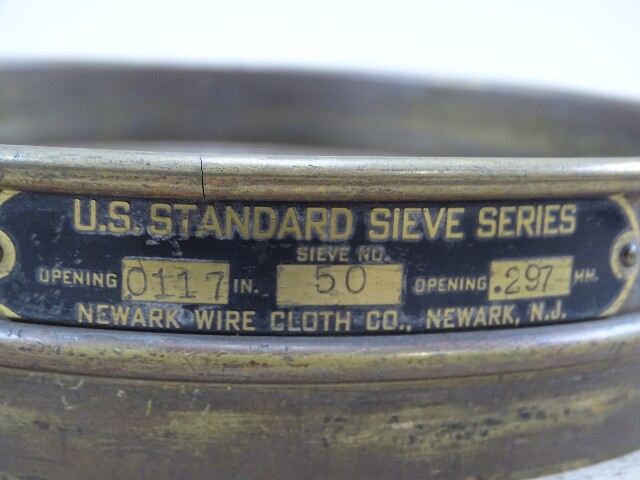 U.S. STANDARD SIEVE SERIES
SIEVE NO.
OPENING 0117 IN. 50 OPENING .297 MM.
NEWARK WIRE CLOTH CO., NEWARK, N.J.